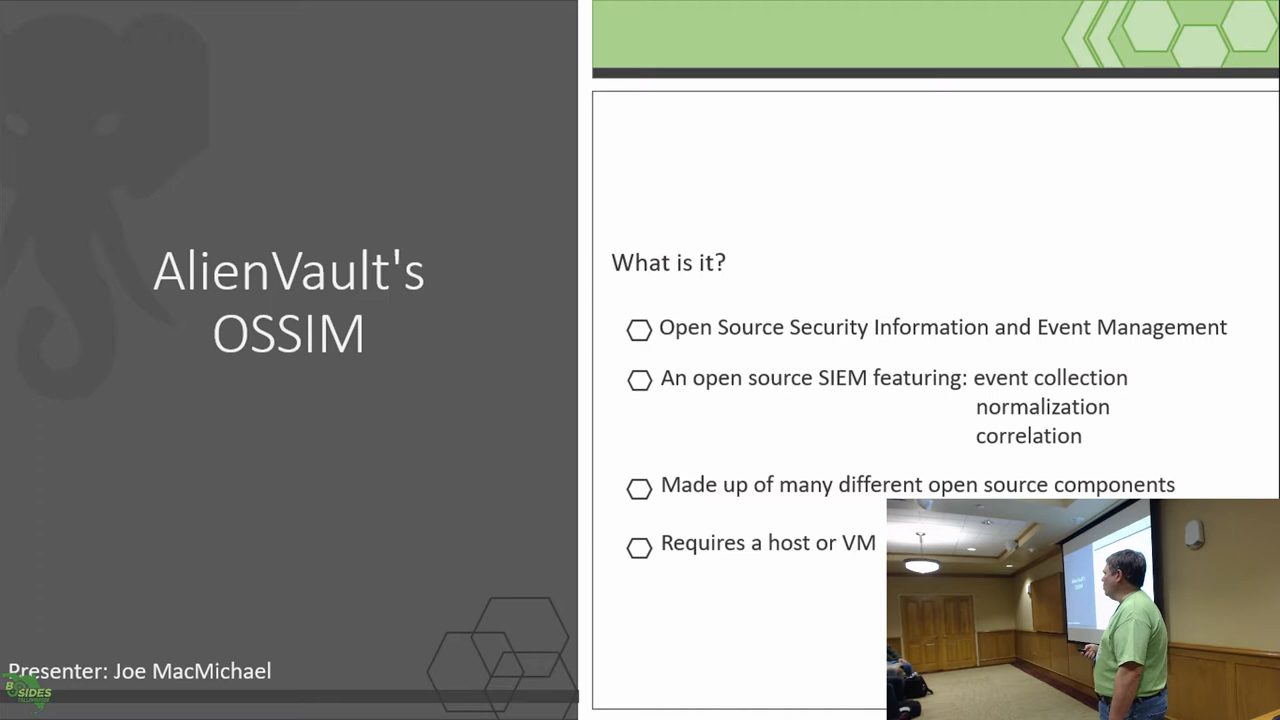 AlienVault's
OSSIM
Presenter: Joe MacMichael
B SIDES
TALLAHASSEE
What is it?
Open Source Security Information and Event Management
An open source SIEM featuring: event collection
normalization
correlation
Made up of many different open source components
Requires a host or VM